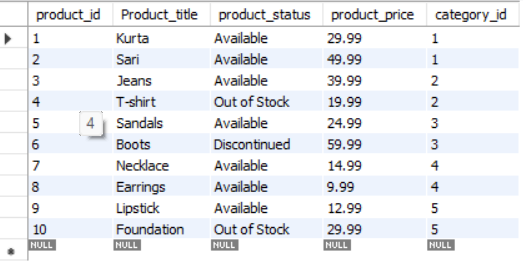 product_id Product_title product_status product_price category_id
1 Kurta Available 29.99 1
2 Sari Available 49.99 1
3 Jeans Available 39.99 2
4 T-shirt Out of Stock 19.99 2
5 4 Sandals Available 24.99 3
6 Boots Discontinued 59.99 3
7 Necklace Available 14.99 4
8 Earrings Available 9.99 4
9 Lipstick Available 12.99 5
10 Foundation Out of Stock 29.99 5
NULL NULL NULL NULL NULL